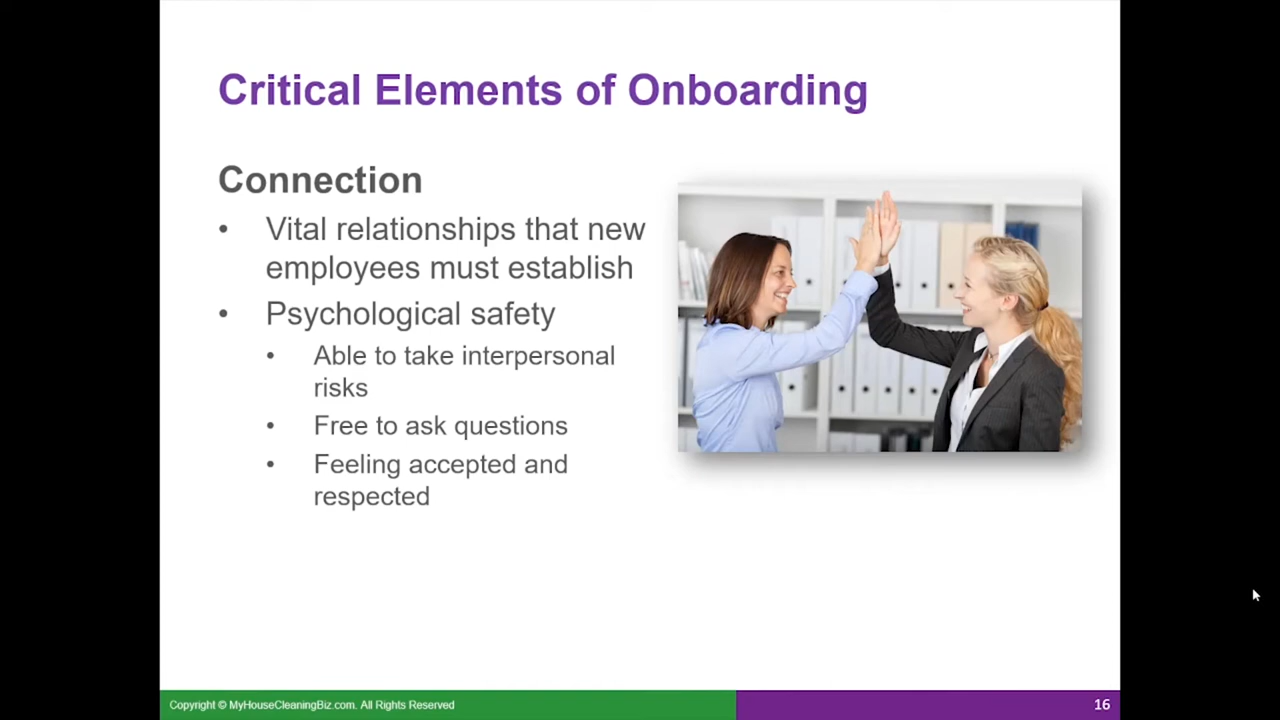 Critical Elements of Onboarding
Connection
• Vital relationships that new
employees must establish
• Psychological safety
• Able to take interpersonal
risks
• Free to ask questions
• Feeling accepted and
respected
Copyright © MyHouseCleaningBiz.com. All Rights Reserved
16